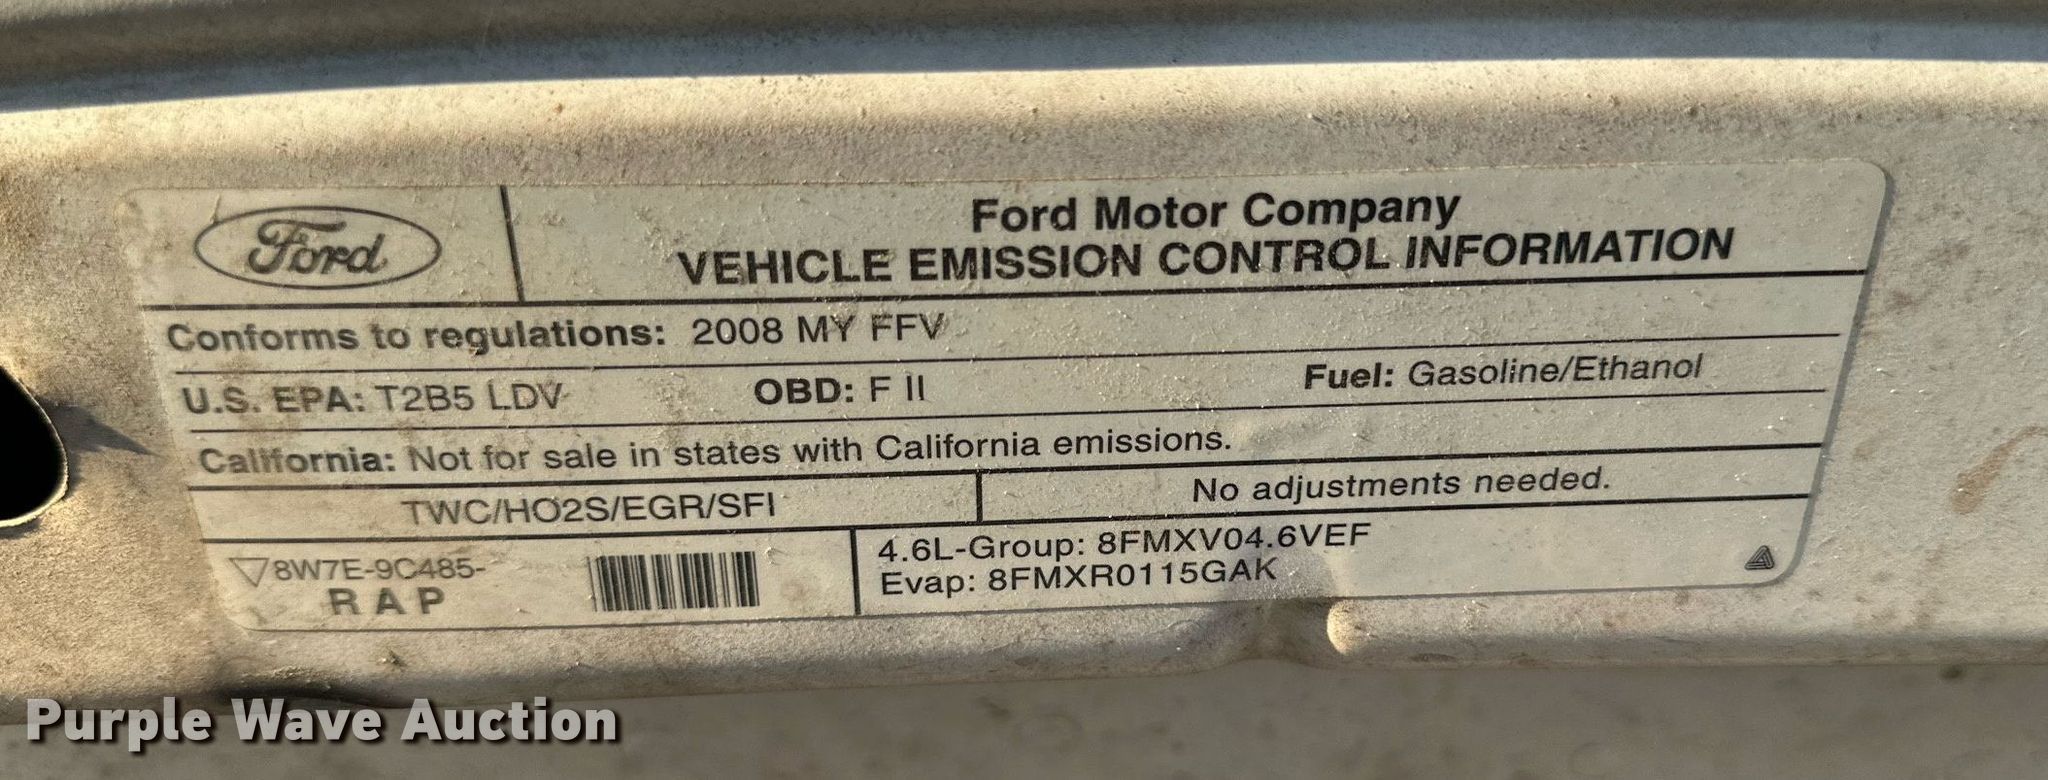 Ford
Ford Motor Company
VEHICLE EMISSION CONTROL INFORMATION
Conforms to regulations: 2008 MY FFV
U.S. EPA: T2B5 LDV OBD: F II Fuel: Gasoline/Ethanol
California: Not for sale in states with California emissions.
TWC/HO2S/EGR/SFI No adjustments needed.
8W7E-9C485-
R A P
4.6L-Group: 8FMXV04.6VEF
Evap: 8FMXR0115GAK
Purple Wave Auction